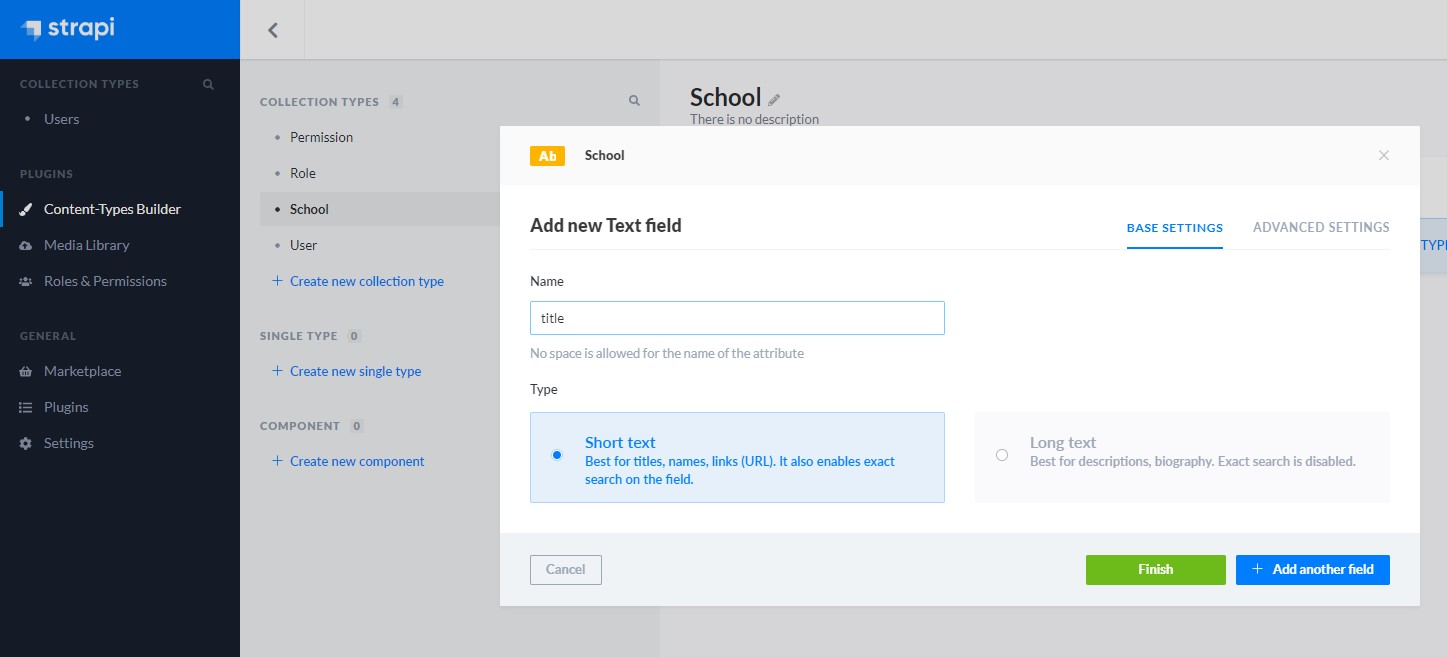 strapi
COLLECTION TYPES
Users
PLUGINS
Content-Types Builder
Media Library
Roles & Permissions
GENERAL
Marketplace
Plugins
Settings
COLLECTION TYPES 4
Permission
Role
School
User
Create new collection type
SINGLE TYPE 0
Create new single type
COMPONENT 0
Create new component
School
There is no description
TYPE
Ab School
Add new Text field
BASE SETTINGS
ADVANCED SETTINGS
Name
title
No space is allowed for the name of the attribute
Type
Short text
Best for titles, names, links (URL). It also enables exact
search on the field.
Long text
Best for descriptions, biography. Exact search is disabled.
Cancel
Finish
Add another field